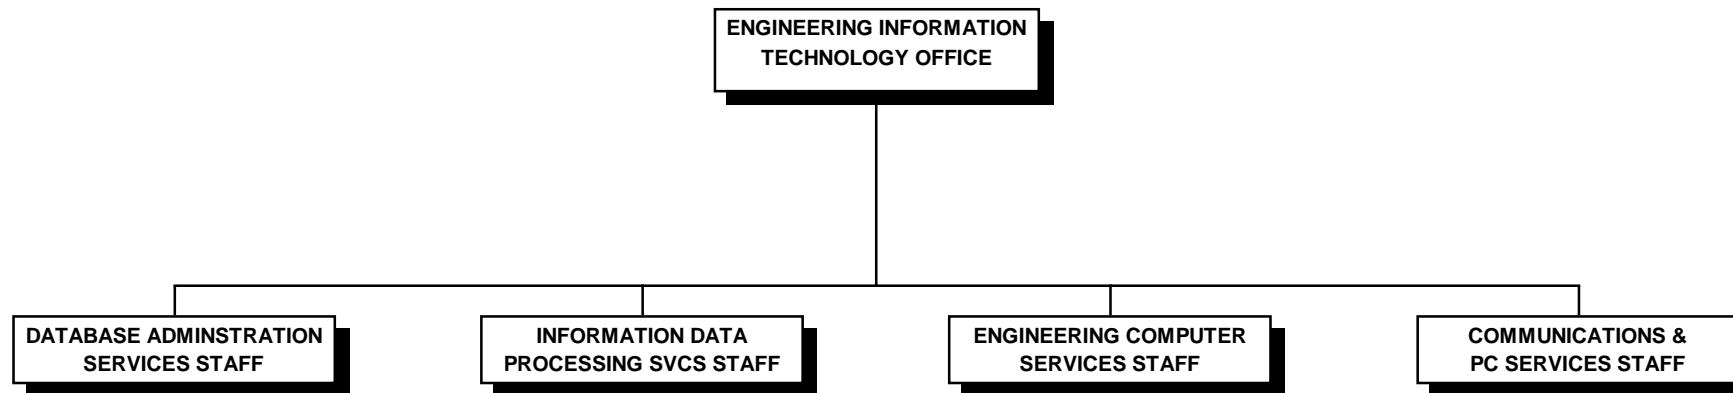 ENGINEERING INFORMATION
TECHNOLOGY OFFICE
DATABASE ADMINSTRATION
SERVICES STAFF
INFORMATION DATA
PROCESSING SVCS STAFF
ENGINEERING COMPUTER
SERVICES STAFF
COMMUNICATIONS &
PC SERVICES STAFF